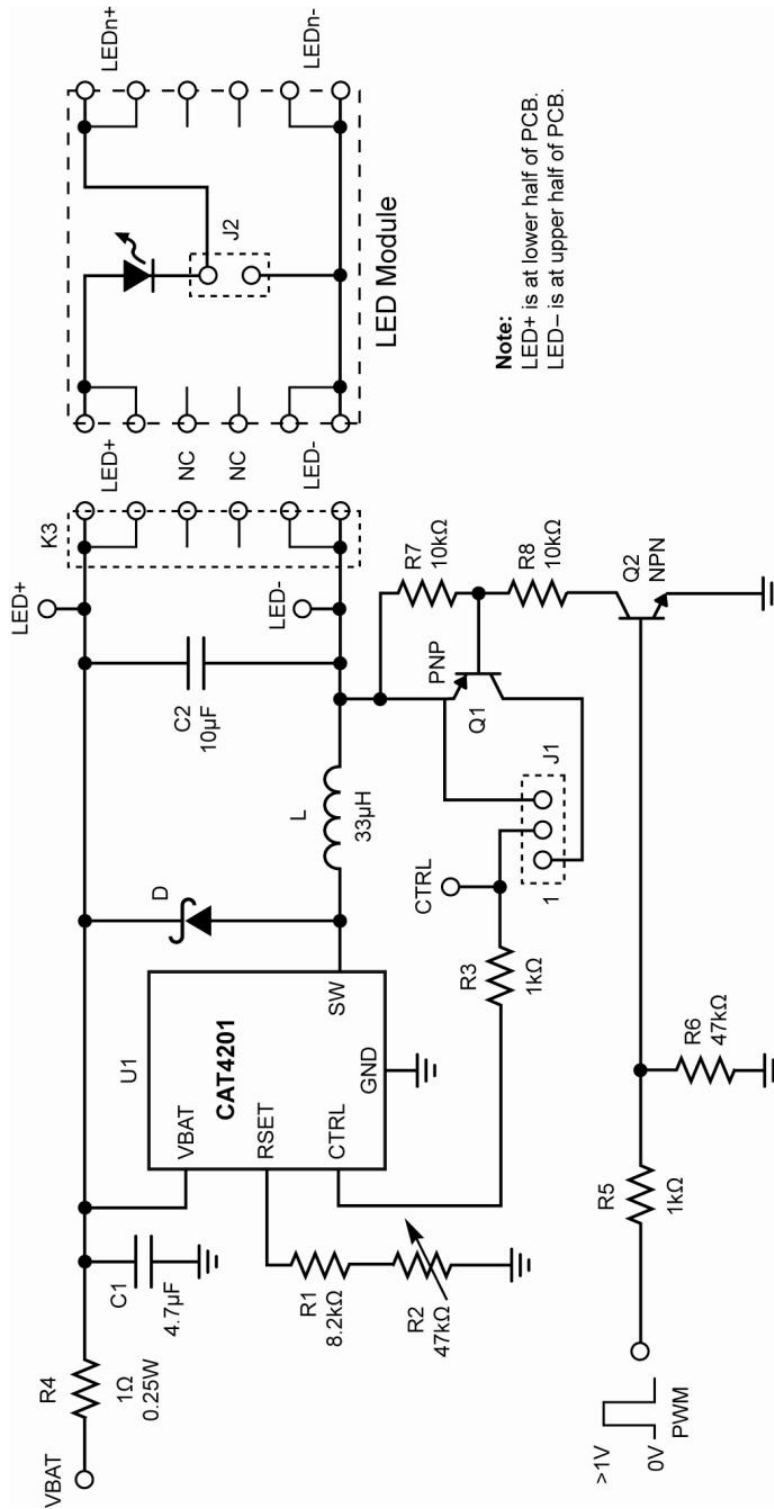 VBAT
R4
1Ω
0.25W
C1
4.7μF
U1
VBAT
CAT4201
RSET
CTRL
SW
GND
D
L
33μH
C2
10μF
LED+
LED-
K3
LED+
NC
NC
LED-
J2
LED Module
LEDn+
LEDn-
R1
8.2kΩ
R2
47kΩ
R3
1kΩ
CTRL
J1
1
PNP
Q1
R7
10kΩ
R8
10kΩ
Q2
NPN
>1V
0V
PWM
R5
1kΩ
R6
47kΩ
Note:
LED+ is at lower half of PCB.
LED– is at upper half of PCB.